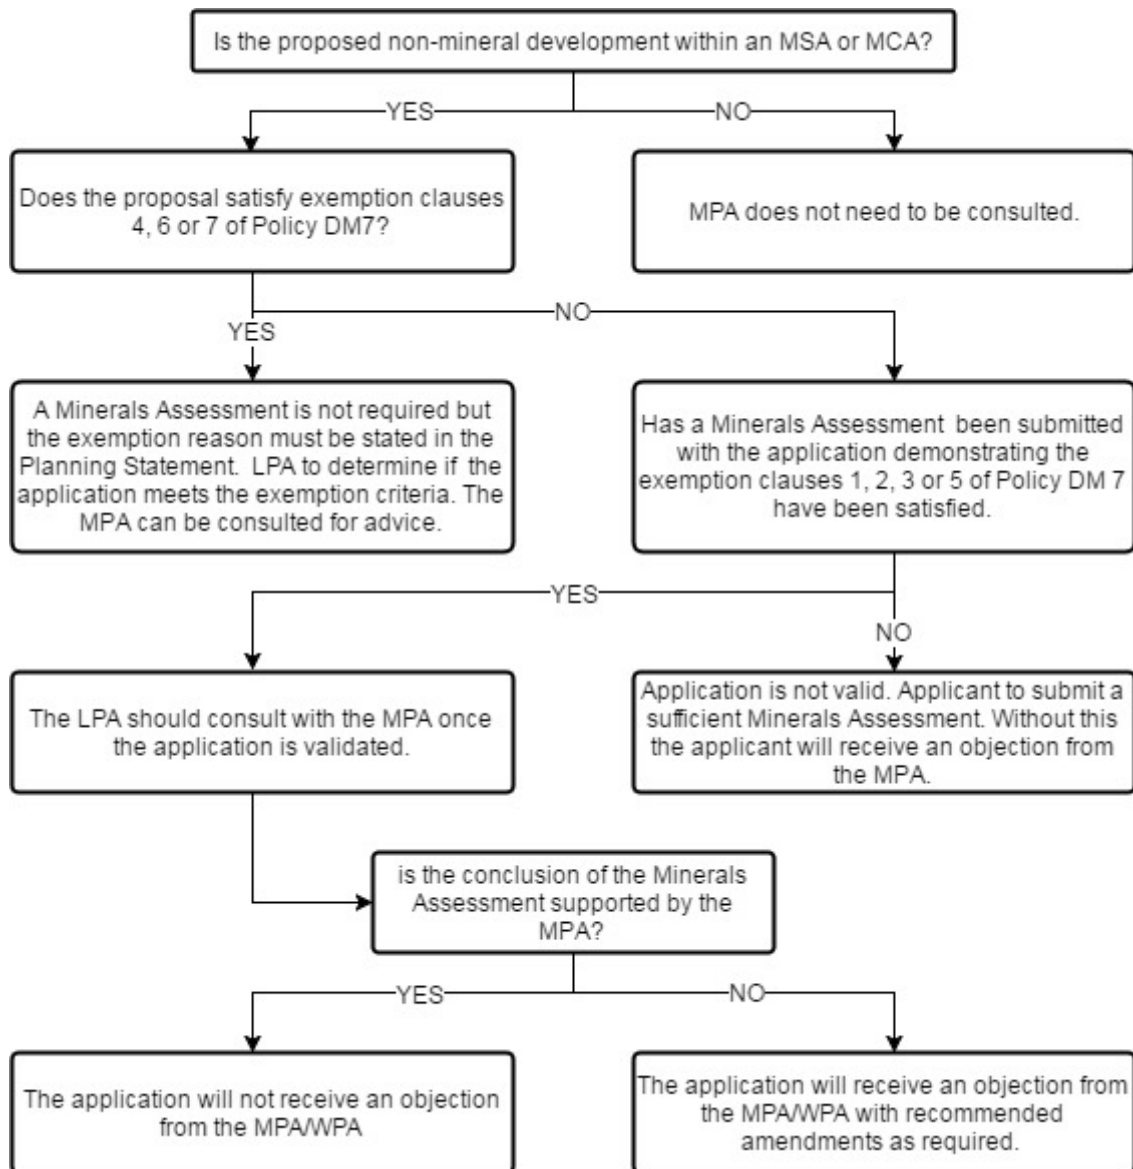 Is the proposed non-mineral development within an MSA or MCA?
YES
NO
Does the proposal satisfy exemption clauses
4, 6 or 7 of Policy DM7?
MPA does not need to be consulted.
YES
NO
A Minerals Assessment is not required but
the exemption reason must be stated in the
Planning Statement. LPA to determine if the
application meets the exemption criteria. The
MPA can be consulted for advice.
Has a Minerals Assessment been submitted
with the application demonstrating the
exemption clauses 1, 2, 3 or 5 of Policy DM 7
have been satisfied.
YES
NO
The LPA should consult with the MPA once
the application is validated.
Application is not valid. Applicant to submit a
sufficient Minerals Assessment. Without this
the applicant will receive an objection from
the MPA.
is the conclusion of the Minerals
Assessment supported by the
MPA?
YES
NO
The application will not receive an objection
from the MPA/WPA
The application will receive an objection from
the MPA/WPA with recommended
amendments as required.